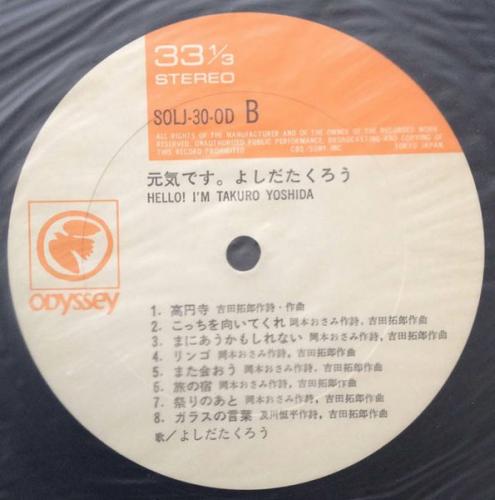 33 1/3
STEREO
SOLJ-30-OD B
ALL RIGHTS OF THE MANUFACTURER AND OF THE OWNER OF THE RECORDED WORK
RESERVED. UNAUTHORIZED PUBLIC PERFORMANCE, BROADCASTING AND COPYING OF
THIS RECORD PROHIBITED CBS/SONY INC. TOKYO JAPAN
元気です。よしだたくろう
HELLO! I'M TAKURO YOSHIDA
ODYSSEY
1. 高円寺 吉田拓郎作詩・作曲
2. こっちを向いてくれ 岡本おさみ作詩, 吉田拓郎作曲
3. まにあうかもしれない 岡本おさみ作詩, 吉田拓郎作曲
4. リンゴ 岡本おさみ作詩, 吉田拓郎作曲
5. また会おう 岡本おさみ作詩, 吉田拓郎作曲
6. 旅の宿 岡本おさみ作詩, 吉田拓郎作曲
7. 祭りのあと 岡本おさみ作詩, 吉田拓郎作曲
8. ガラスの言葉 及川恒平作詩, 吉田拓郎作曲
歌/よしだたくろう